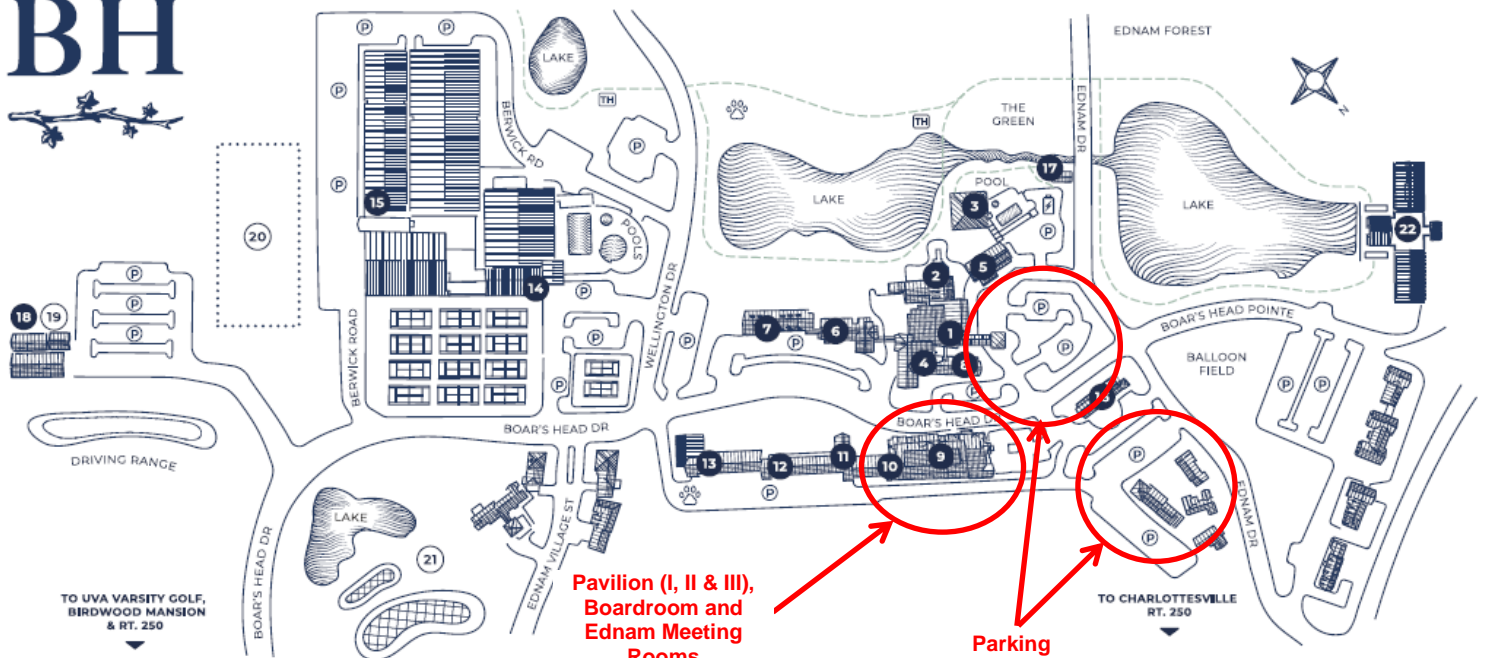 BH
P
P
LAKE
EDNAM FOREST
P
TH
BERWICK RD
P
THE
GREEN
EDNAM DR
N
TH
P
LAKE
POOL
17
3
P
LAKE
22
15
20
POOLS
P
14
P
WELLINGTON DR
2
5
1
4
P
P
BOAR'S HEAD POINTE
BALLOON
FIELD
P
P
18
19
P
P
P
BERWICK ROAD
P
P
P
7
6
P
P
BOAR'S HEAD DR
BOAR'S HEAD DR
DRIVING RANGE
13
12
11
10
9
P
P
P
EDNAM DR
LAKE
21
EDNAM VILLAGE ST
BOAR'S HEAD DR
TO UVA VARSITY GOLF,
BIRDWOOD MANSION
& RT. 250
Pavilion (I, II & III),
Boardroom and
Ednam Meeting
Rooms
TO CHARLOTTESVILLE
RT. 250
Parking